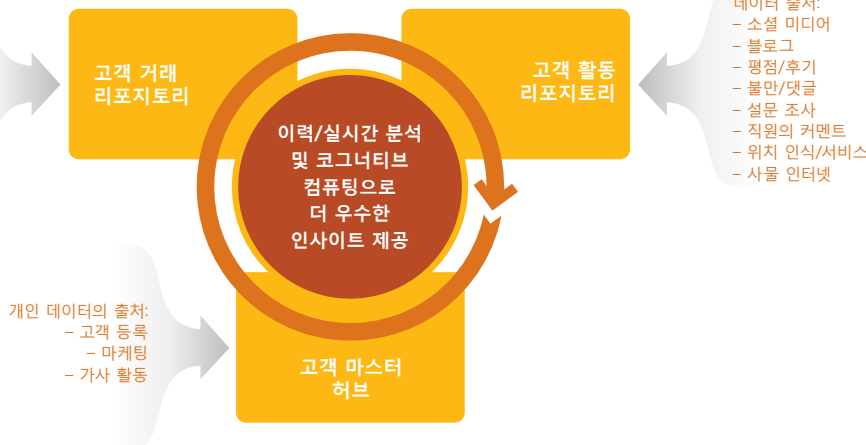 데이터 출처:
– 소셜 미디어
– 블로그
– 평점/후기
– 불만/댓글
– 설문 조사
– 직원의 커멘트
– 위치 인식/서비스
– 사물 인터넷
고객 거래
리포지토리
고객 활동
리포지토리
이력/실시간 분석
및 코그너티브
컴퓨팅으로
더 우수한
인사이트 제공
개인 데이터의 출처:
– 고객 등록
– 마케팅
– 가사 활동
고객 마스터
허브